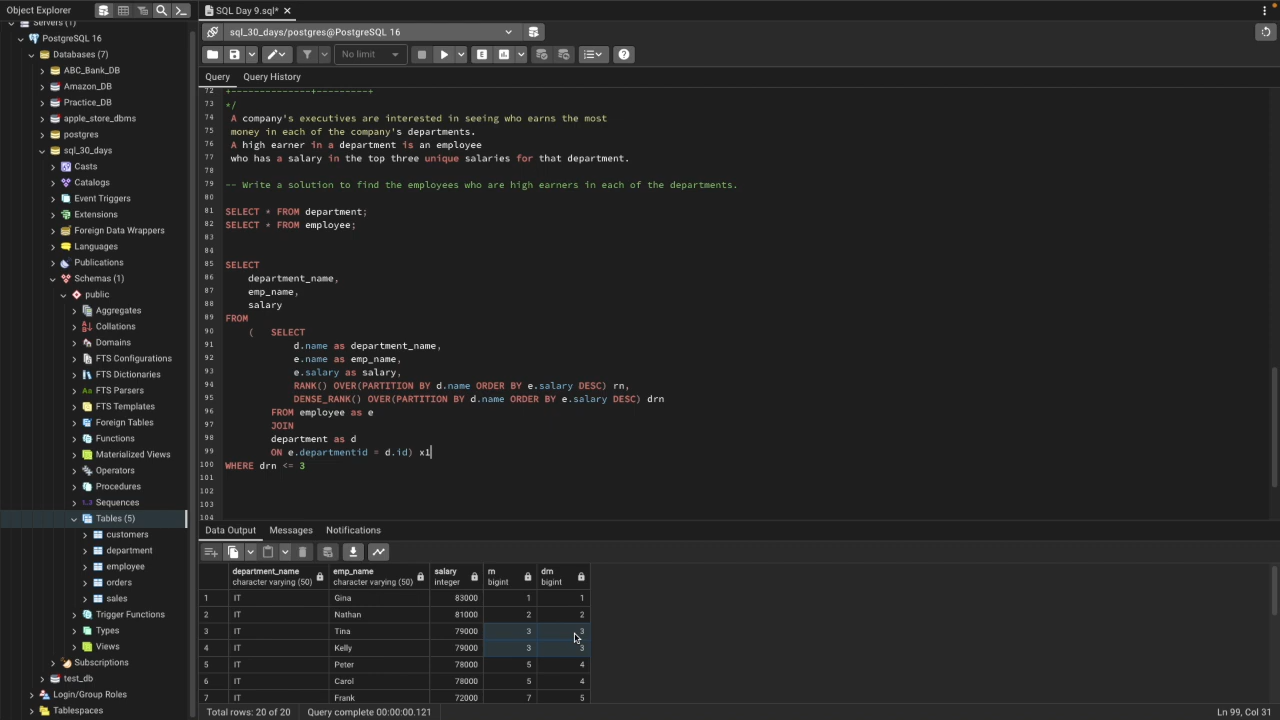 Object Explorer
SQL Day 9.sql*
Servers (1)
sql_30_days/postgres@PostgreSQL 16
PostgreSQL 16
Databases (7)
No limit
ABC_Bank_DB
Query
Query History
Amazon_DB
Practice_DB
apple_store_dbms
postgres
sql_30_days
Casts
Catalogs
Event Triggers
Extensions
Foreign Data Wrappers
Languages
Publications
Schemas (1)
public
Aggregates
Collations
Domains
FTS Configurations
FTS Dictionaries
FTS Parsers
FTS Templates
Foreign Tables
Functions
Materialized Views
Operators
Procedures
Sequences
Tables (5)
customers
department
employee
orders
sales
Trigger Functions
Types
Views
Subscriptions
test_db
Login/Group Roles
Tablespaces
72 +--------------+---------+
73 */
74 A company's executives are interested in seeing who earns the most
75 money in each of the company's departments.
76 A high earner in a department is an employee
77 who has a salary in the top three unique salaries for that department.
78
79 -- Write a solution to find the employees who are high earners in each of the departments.
80
81 SELECT * FROM department;
82 SELECT * FROM employee;
83
84
85 SELECT
86 department_name,
87 emp_name,
88 salary
89 FROM
90 ( SELECT
91 d.name as department_name,
92 e.name as emp_name,
93 e.salary as salary,
94 RANK() OVER(PARTITION BY d.name ORDER BY e.salary DESC) rn,
95 DENSE_RANK() OVER(PARTITION BY d.name ORDER BY e.salary DESC) drn
96 FROM employee as e
97 JOIN
98 department as d
99 ON e.departmentid = d.id) x1
100 WHERE drn <= 3
101
102
103
104
Data Output
Messages
Notifications
department_name character varying (50)
emp_name character varying (50)
salary integer
rn bigint
drn bigint
1 IT Gina 83000 1 1
2 IT Nathan 81000 2 2
3 IT Tina 79000 3 3
4 IT Kelly 79000 3 3
5 IT Peter 78000 5 4
6 IT Carol 78000 5 4
7 IT Frank 72000 7 5
Total rows: 20 of 20
Query complete 00:00:00.121
Ln 99, Col 31